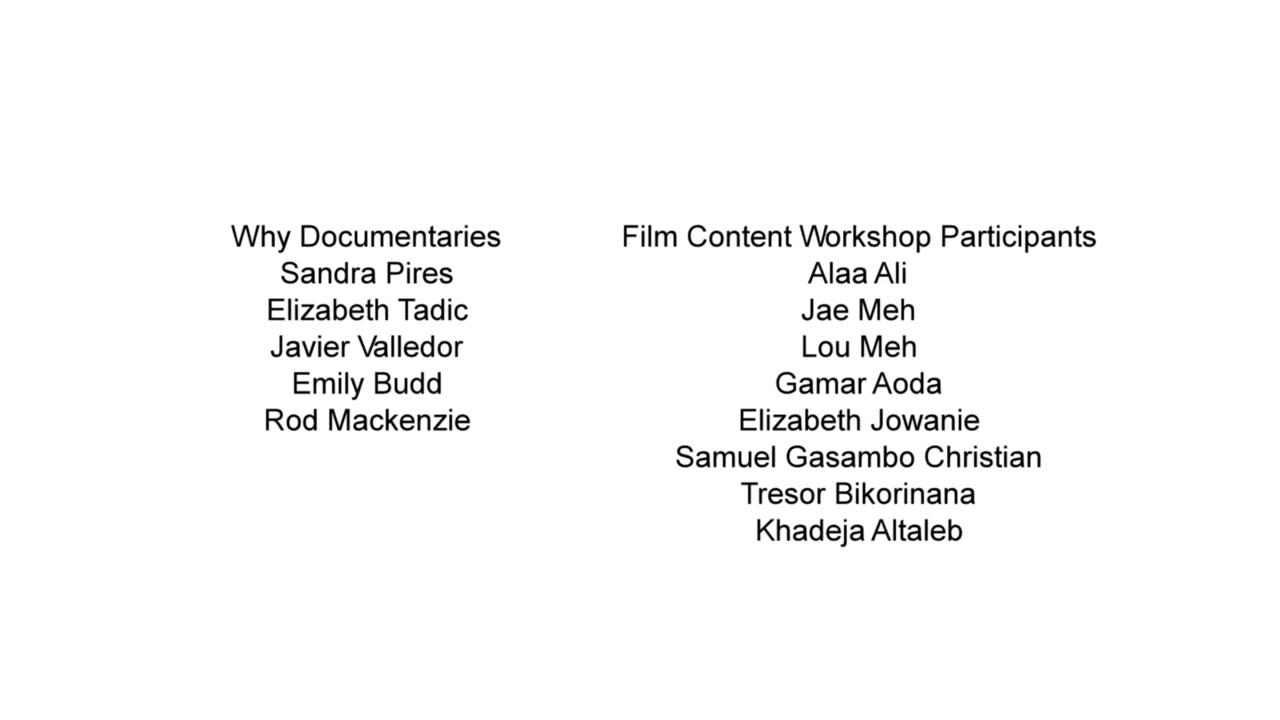 Why Documentaries
Sandra Pires
Elizabeth Tadic
Javier Valledor
Emily Budd
Rod Mackenzie
Film Content Workshop Participants
Alaa Ali
Jae Meh
Lou Meh
Gamar Aoda
Elizabeth Jowanie
Samuel Gasambo Christian
Tresor Bikorinana
Khadeja Altaleb